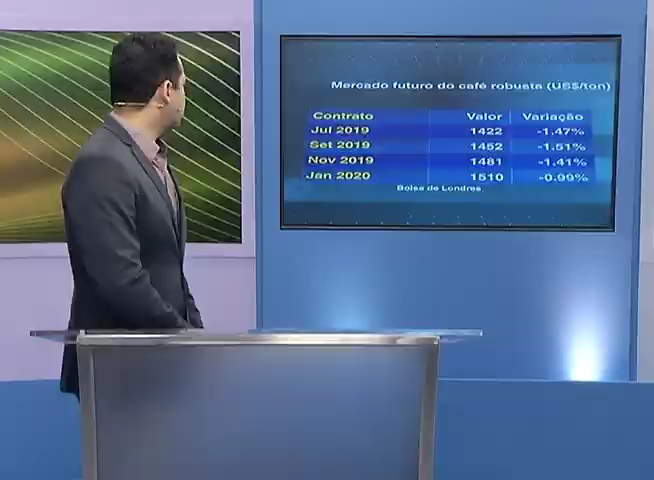 Mercado futuro do café robusta (US$/ton)
Contrato Valor Variação
Jul 2019 1422 -1.47%
Set 2019 1452 -1.51%
Nov 2019 1481 -1.41%
Jan 2020 1510 -0.99%
Bolsa de Londres